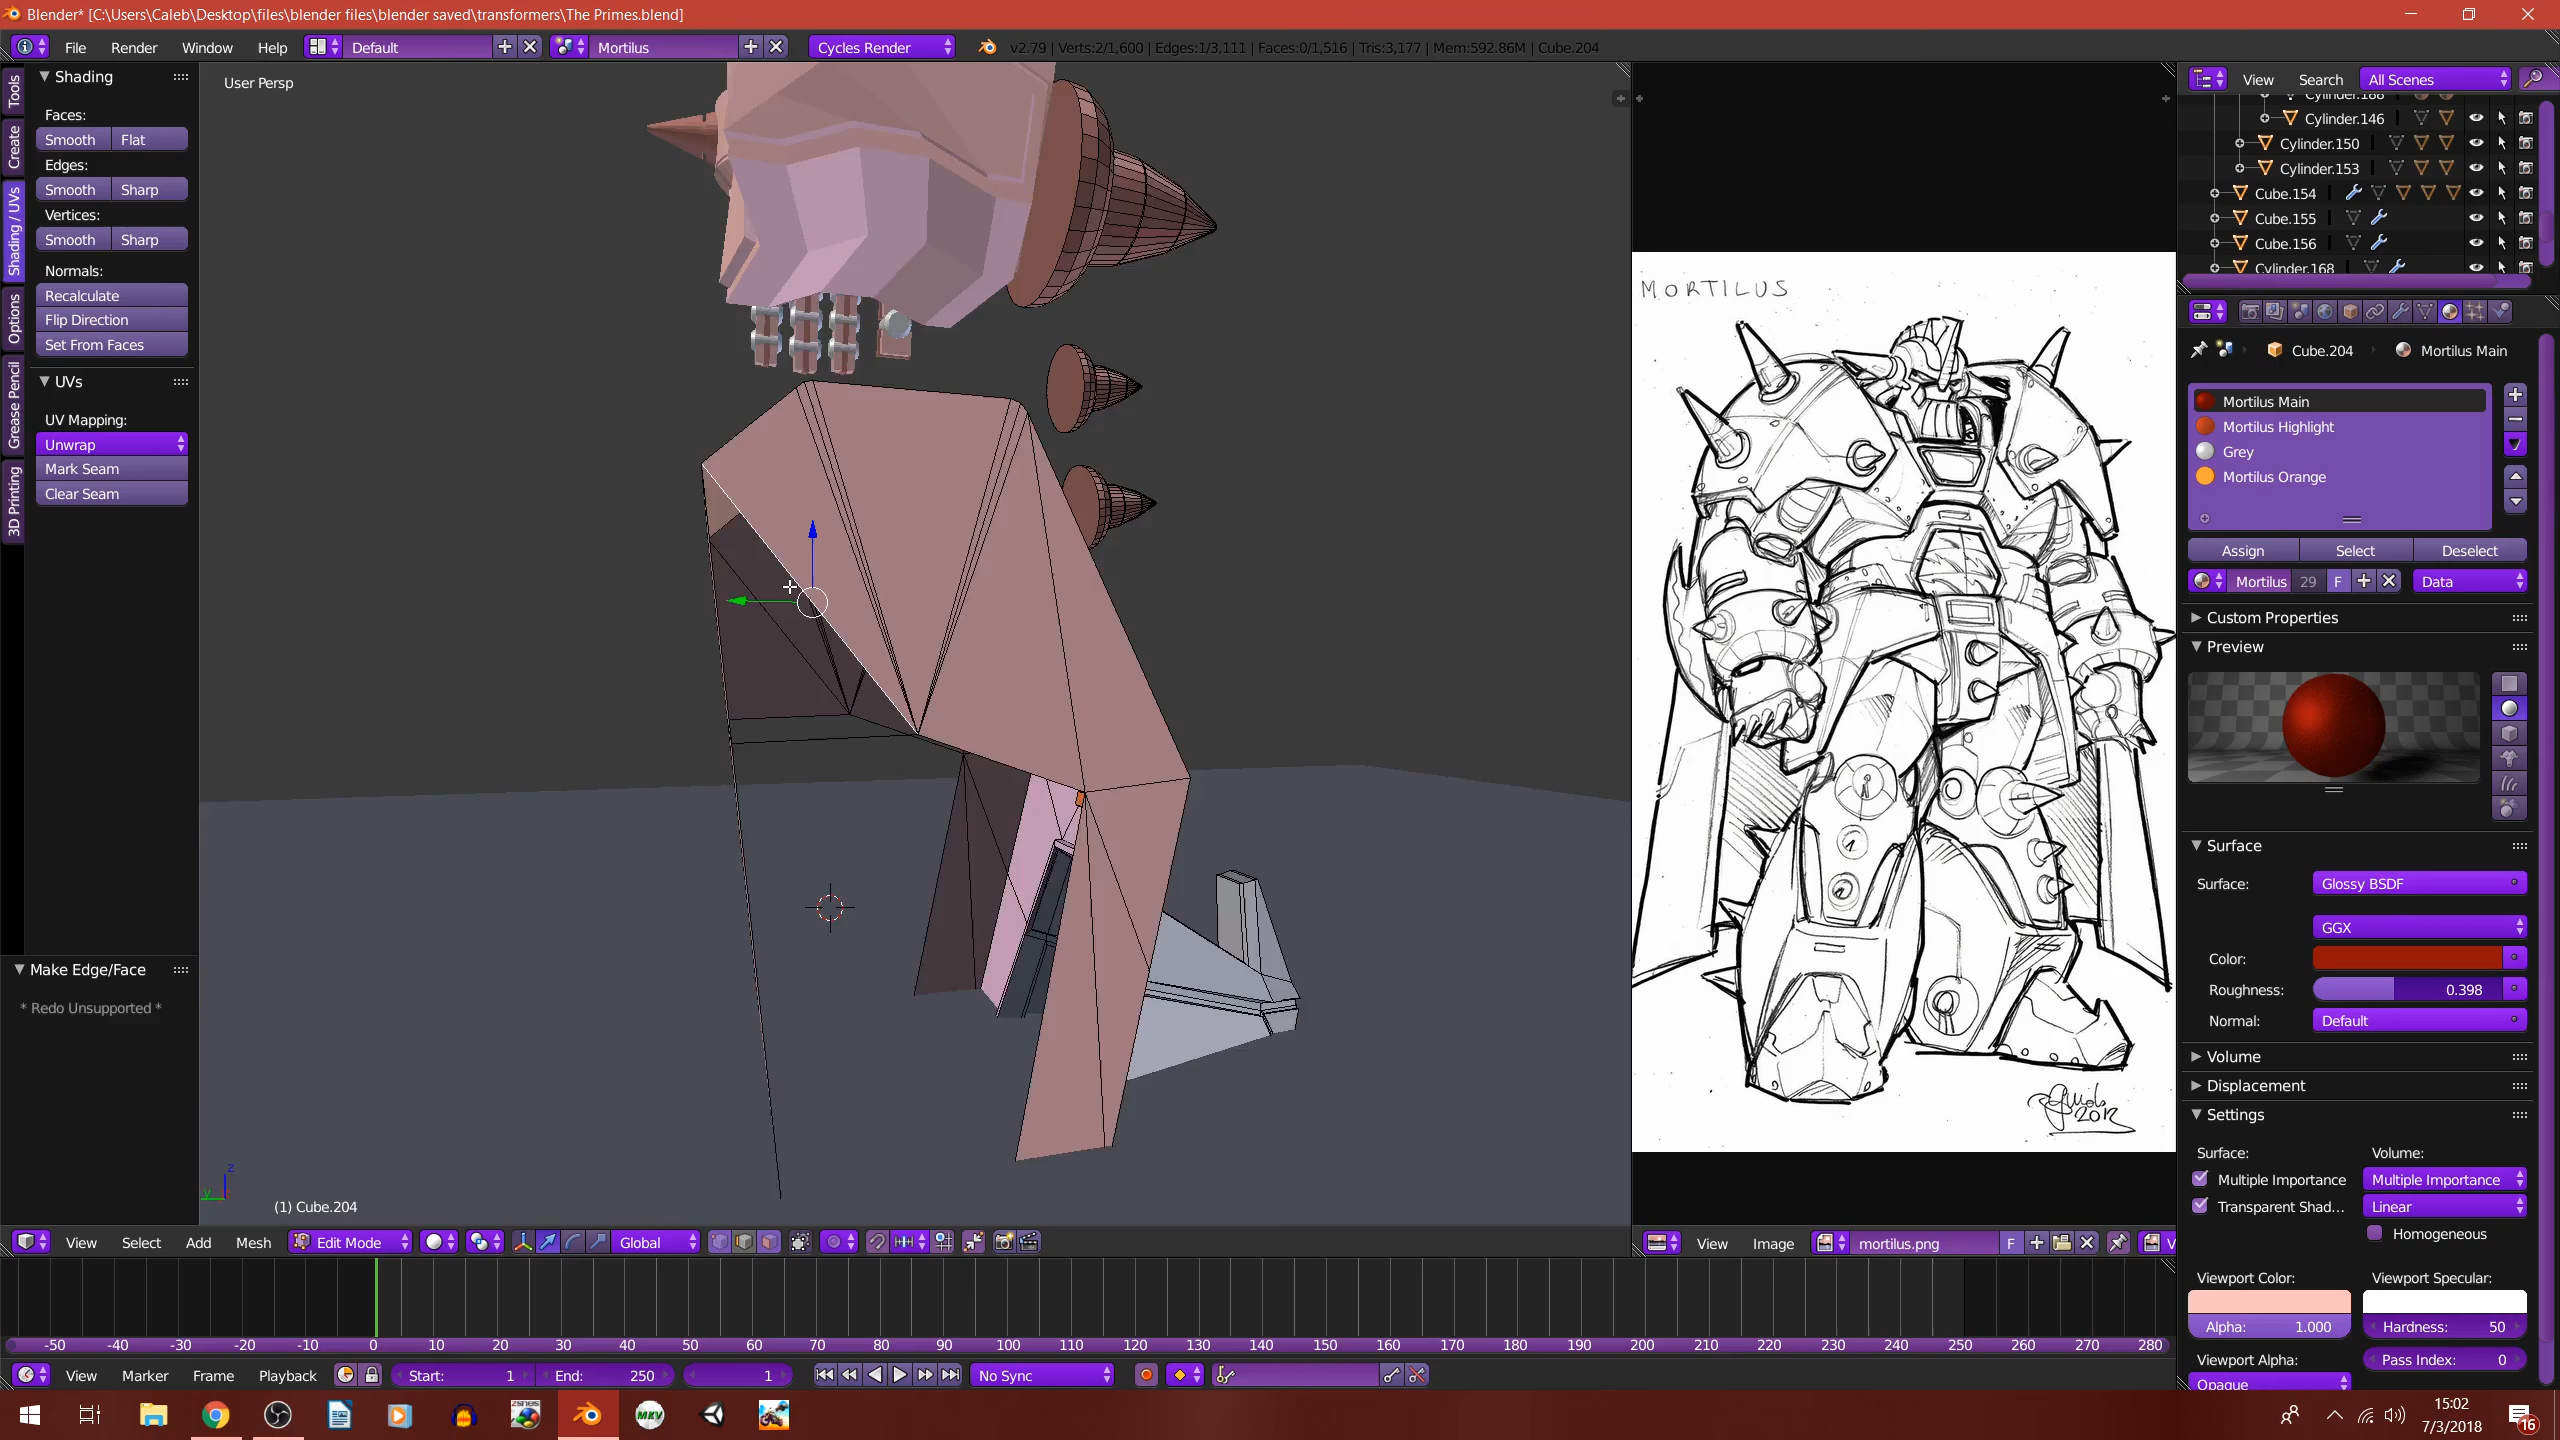 Blender* [C:\Users\Caleb\Desktop\files\blender files\blender saved\transformers\The Primes.blend]
File Render Window Help Default Mortilus Cycles Render v2.79 | Verts:2/1,600 | Edges:1/3,111 | Faces:0/1,516 | Tris:3,177 | Mem:592.86M | Cube.204
Tools
Create
Shading / UVs
Options
Grease Pencil
3D Printing
Shading
Faces:
Smooth Flat
Edges:
Smooth Sharp
Vertices:
Smooth Sharp
Normals:
Recalculate
Flip Direction
Set From Faces
UVs
UV Mapping:
Unwrap
Mark Seam
Clear Seam
Make Edge/Face
* Redo Unsupported *
User Persp
z
y
(1) Cube.204
View Select Add Mesh Edit Mode Global
MORTILUS
2012
View Image mortilus.png F V
View Search All Scenes
Cylinder.188
Cylinder.146
Cylinder.150
Cylinder.153
Cube.154
Cube.155
Cube.156
Cylinder.168
Cube.204 Mortilus Main
Mortilus Main
Mortilus Highlight
Grey
Mortilus Orange
Assign Select Deselect
Mortilus 29 F Data
Custom Properties
Preview
Surface
Surface: Glossy BSDF
GGX
Color:
Roughness: 0.398
Normal: Default
Volume
Displacement
Settings
Surface: Volume:
Multiple Importance Multiple Importance
Transparent Shad... Linear
Homogeneous
Viewport Color: Viewport Specular:
Alpha: 1.000 Hardness: 50
Viewport Alpha: Pass Index: 0
Opaque
-50 -40 -30 -20 -10 0 10 20 30 40 50 60 70 80 90 100 110 120 130 140 150 160 170 180 190 200 210 220 230 240 250 260 270 280
View Marker Frame Playback Start: 1 End: 250 1 No Sync
ZSNES
MKV
15:02
7/3/2018
16